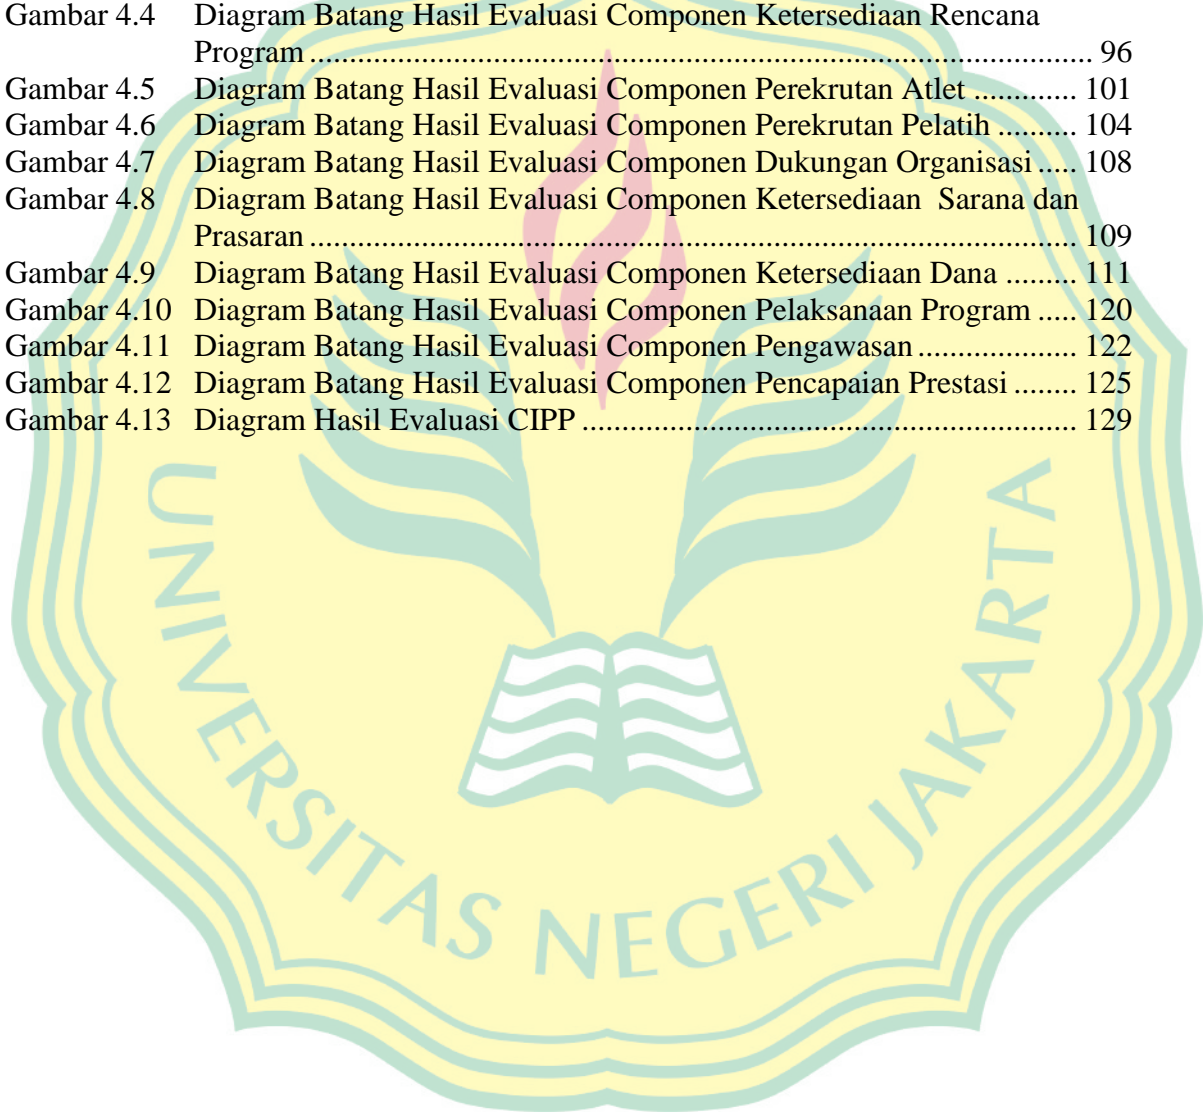 Gambar 4.4 Diagram Batang Hasil Evaluasi Componen Ketersediaan Rencana
Program ................................................................................... 96
Gambar 4.5 Diagram Batang Hasil Evaluasi Componen Perekrutan Atlet ............. 101
Gambar 4.6 Diagram Batang Hasil Evaluasi Componen Perekrutan Pelatih ......... 104
Gambar 4.7 Diagram Batang Hasil Evaluasi Componen Dukungan Organisasi ..... 108
Gambar 4.8 Diagram Batang Hasil Evaluasi Componen Ketersediaan Sarana dan
Prasaran ................................................................................. 109
Gambar 4.9 Diagram Batang Hasil Evaluasi Componen Ketersediaan Dana ......... 111
Gambar 4.10 Diagram Batang Hasil Evaluasi Componen Pelaksanaan Program ..... 120
Gambar 4.11 Diagram Batang Hasil Evaluasi Componen Pengawasan .................... 122
Gambar 4.12 Diagram Batang Hasil Evaluasi Componen Pencapaian Prestasi ........ 125
Gambar 4.13 Diagram Hasil Evaluasi CIPP .................................................... 129
UNIVERSITAS NEGERI JAKARTA